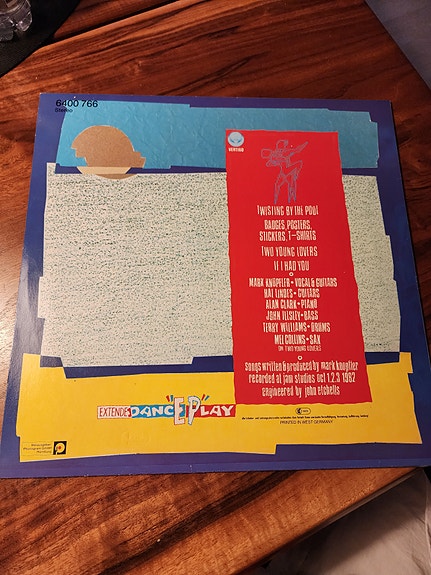 6400 766
Stereo
VERTIGO
TWISTING BY THE POOL
BADGES, POSTERS,
STICKERS, T-SHIRTS
TWO YOUNG LOVERS
IF I HAD YOU
MARK KNOPFLER • VOCAL & GUITARS
HAL LINDES • GUITARS
ALAN CLARK • PIANO
JOHN ILLSLEY • BASS
TERRY WILLIAMS • DRUMS
MEL COLLINS • SAX
ON TWO YOUNG LOVERS
songs written & produced by mark knopfler
recorded at jam studios oct 1.2.3 1982
engineered by john etchells
EXTENDEDANCEPLAY
PRINTED IN WEST GERMANY